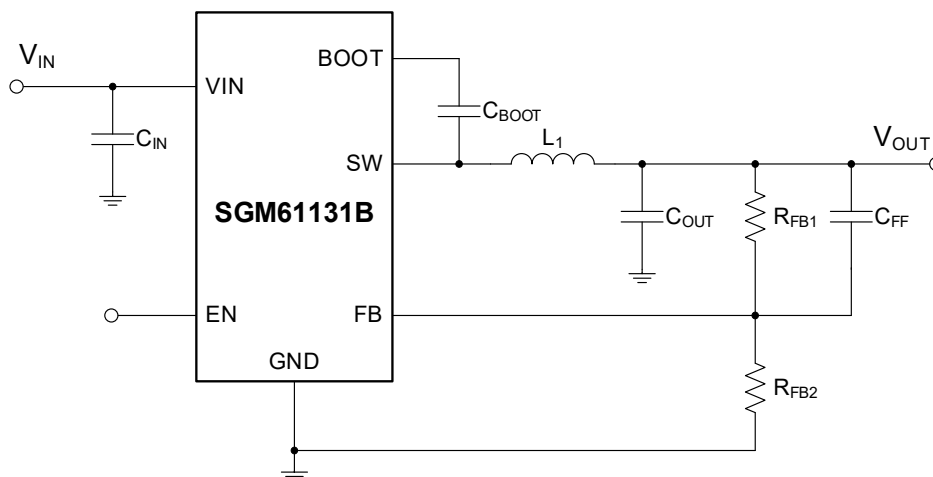 V_IN
BOOT
VIN
C_BOOT
C_IN
L_1
V_OUT
SW
SGM61131B
C_OUT
R_FB1
C_FF
EN
FB
GND
R_FB2